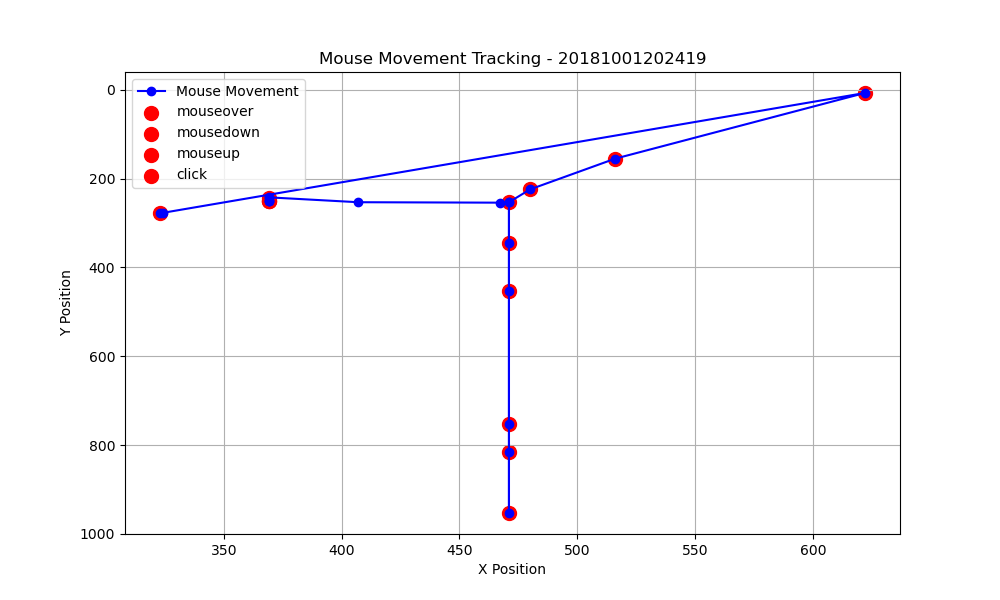 Mouse Movement Tracking - 20181001202419
Mouse Movement
mouseover
mousedown
mouseup
click
0
200
400
600
800
1000
Y Position
350
400
450
500
550
600
X Position